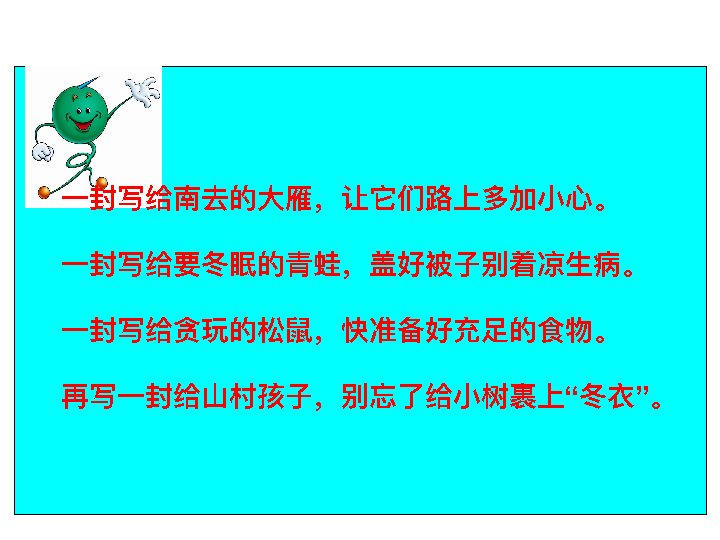 一封写给南去的大雁，让它们路上多加小心。
一封写给要冬眠的青蛙，盖好被子别着凉生病。
一封写给贪玩的松鼠，快准备好充足的食物。
再写一封给山村孩子，别忘了给小树裹上“冬衣”。